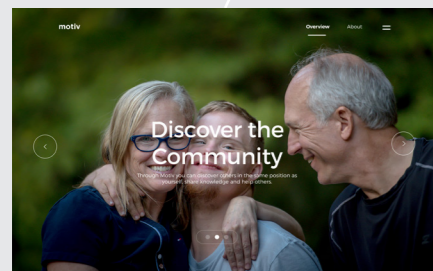 motiv
Overview
About
Discover the
Community
Through Motiv you can discover others in the same position as
yourself, share knowledge and help others.